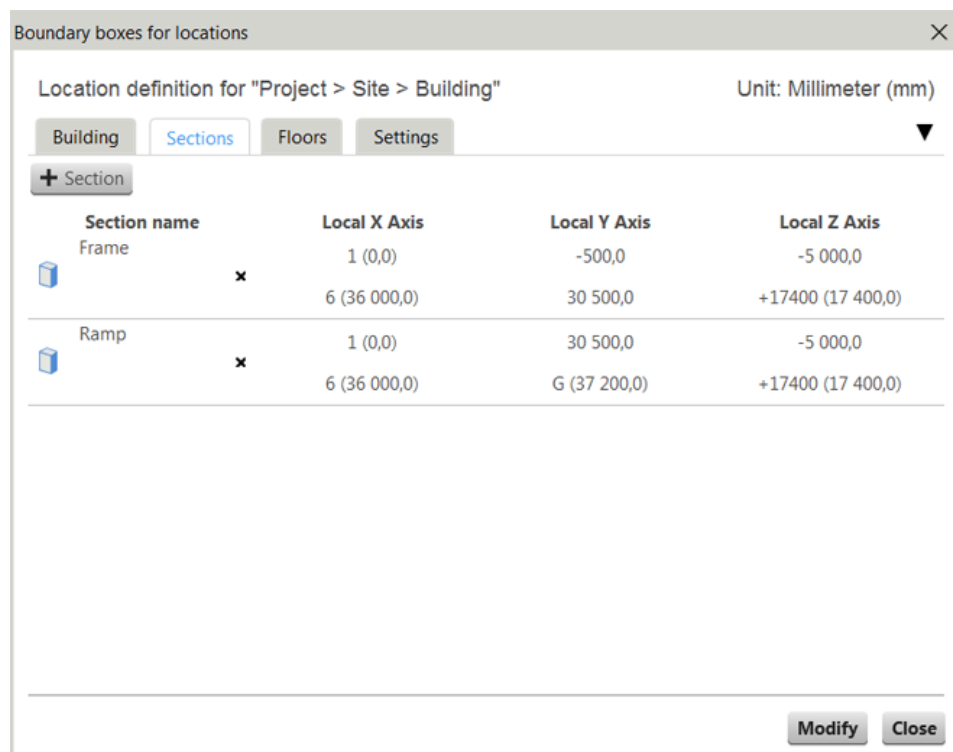 Boundary boxes for locations
Location definition for "Project > Site > Building" Unit: Millimeter (mm)
Building Sections Floors Settings
+ Section
Section name Local X Axis Local Y Axis Local Z Axis
Frame 1 (0,0) -500,0 -5 000,0
6 (36 000,0) 30 500,0 +17400 (17 400,0)
Ramp 1 (0,0) 30 500,0 -5 000,0
6 (36 000,0) G (37 200,0) +17400 (17 400,0)
Modify Close